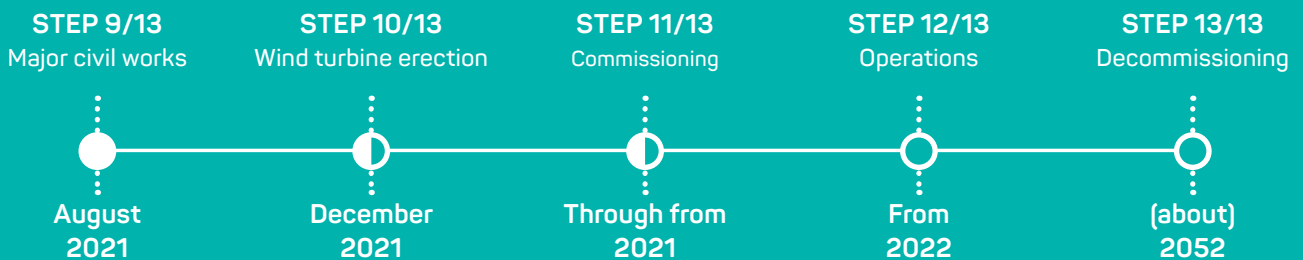 STEP 9/13
Major civil works
August
2021
STEP 10/13
Wind turbine erection
December
2021
STEP 11/13
Commissioning
Through from
2021
STEP 12/13
Operations
From
2022
STEP 13/13
Decommissioning
(about)
2052